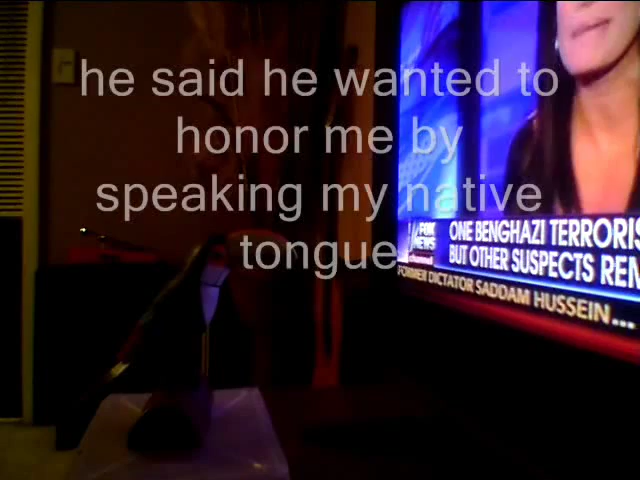 he said he wanted to
honor me by
speaking my native
tongue
FOX
NEWS
channel
ONE BENGHAZI TERRORIS
BUT OTHER SUSPECTS REM
FORMER DICTATOR SADDAM HUSSEIN...